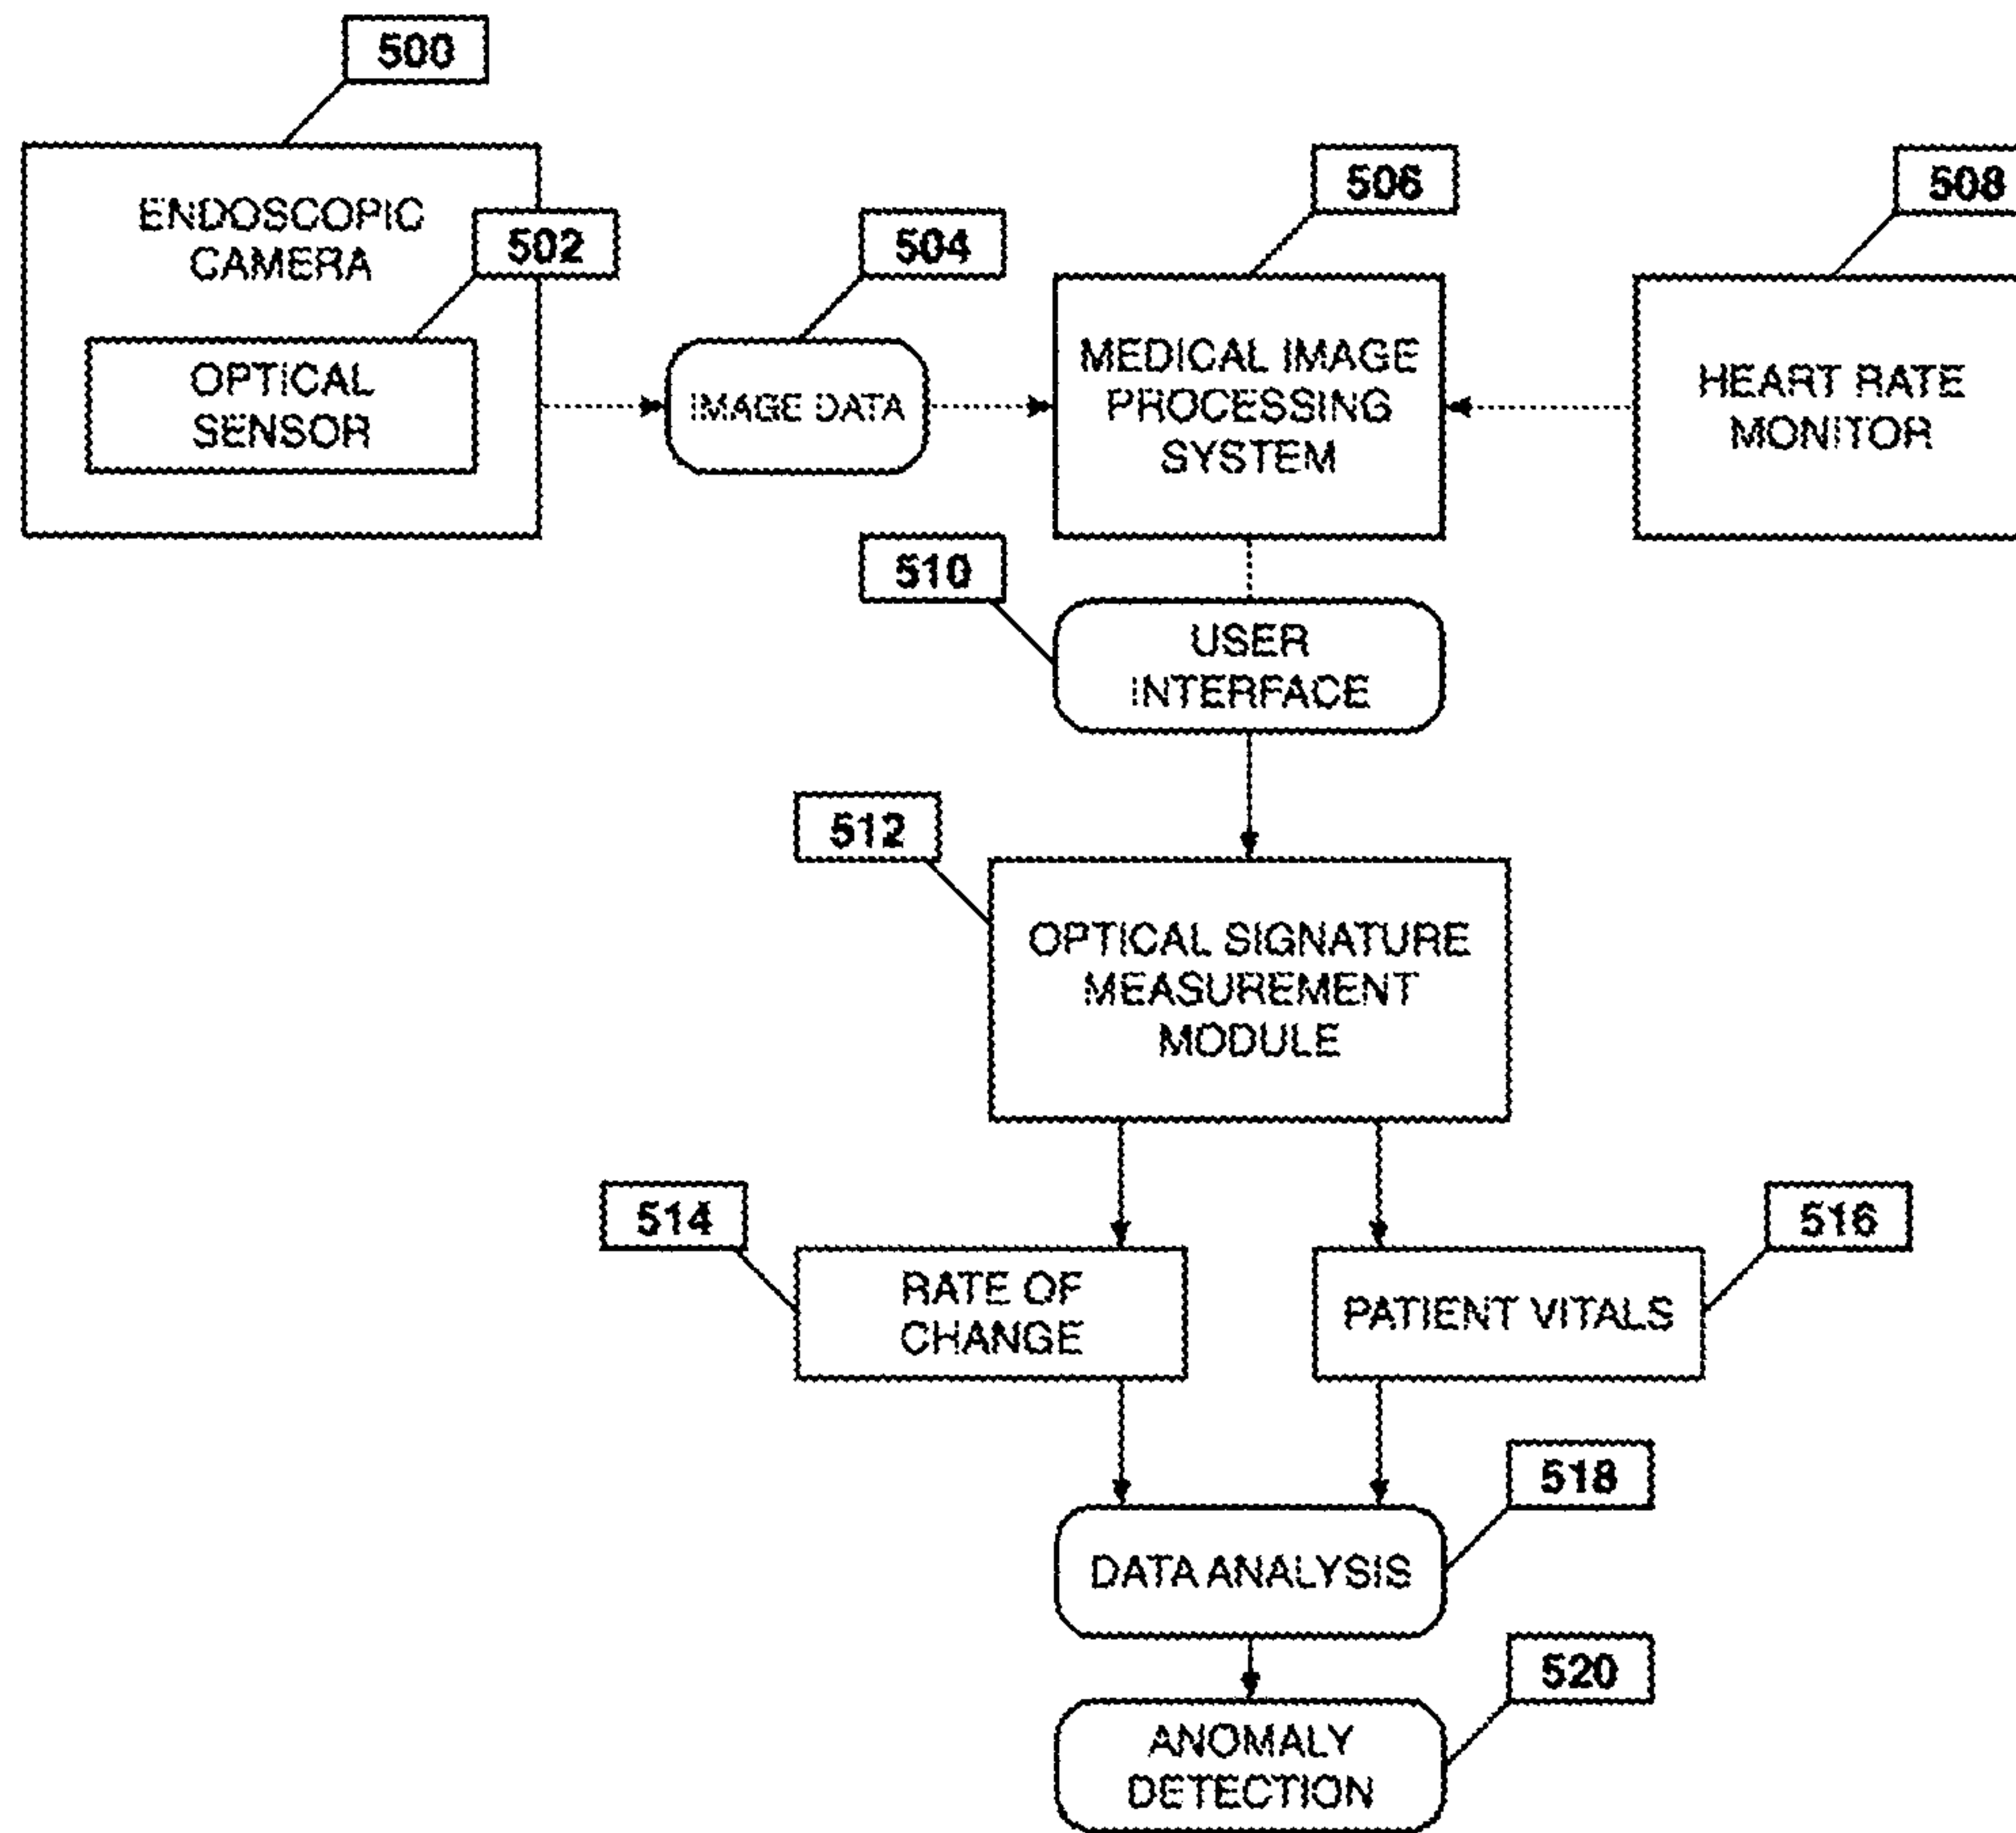 500
ENDOSCOPIC
CAMERA
502
OPTICAL
SENSOR
504
IMAGE DATA
506
MEDICAL IMAGE
PROCESSING
SYSTEM
508
HEART RATE
MONITOR
510
USER
INTERFACE
512
OPTICAL SIGNATURE
MEASUREMENT
MODULE
514
RATE OF
CHANGE
516
PATIENT VITALS
518
DATA ANALYSIS
520
ANOMALY
DETECTION